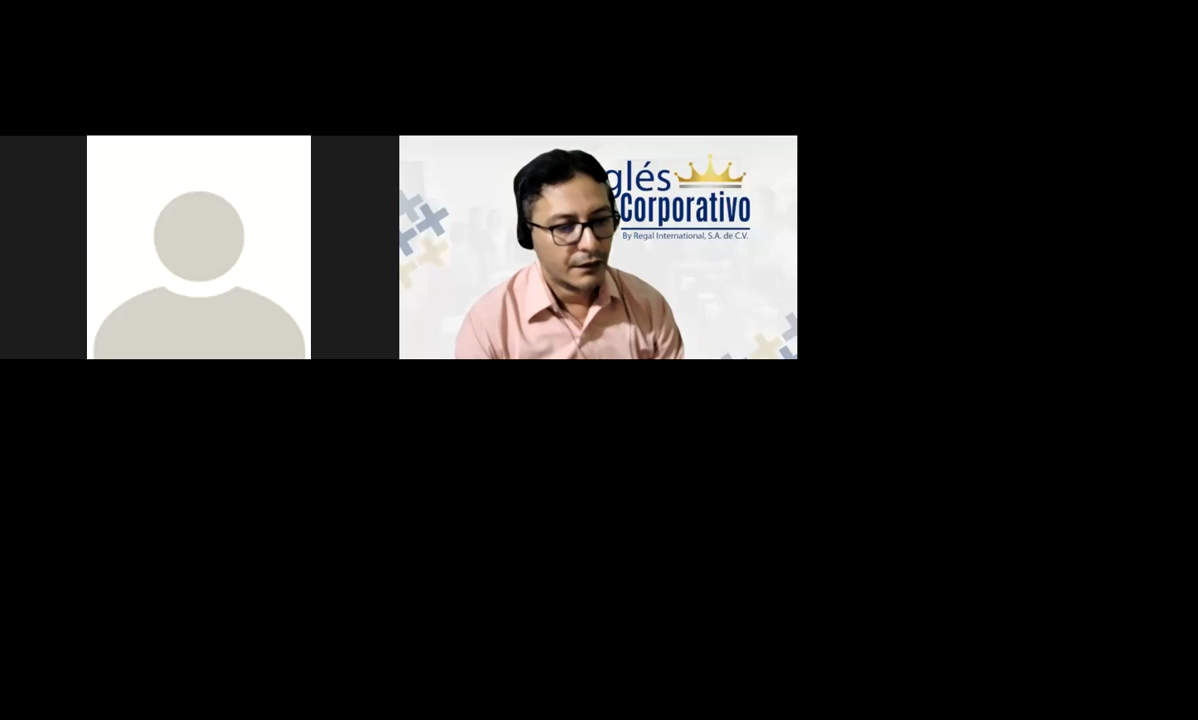 glés
Corporativo
By Regal International, S.A. de C.V.